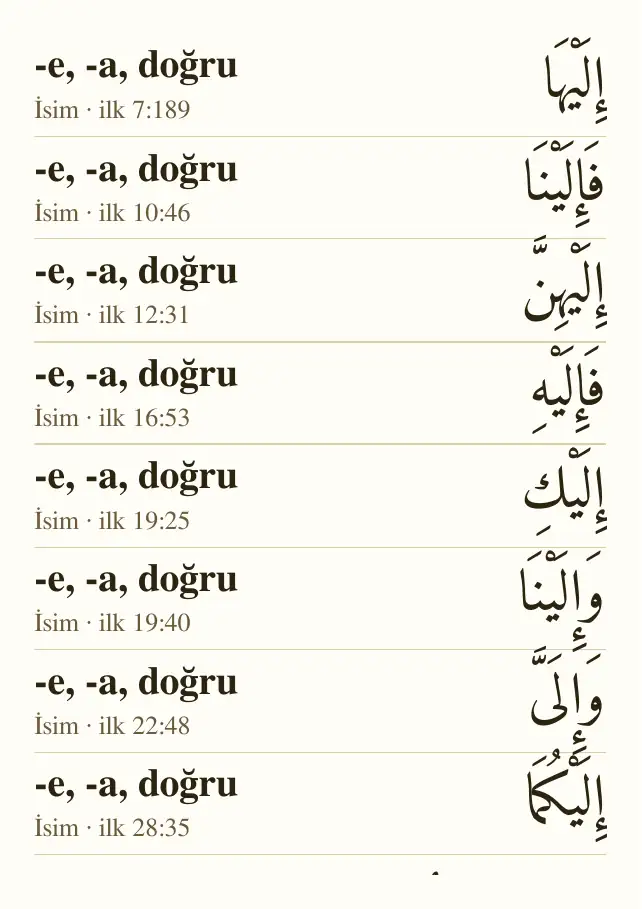 -e, -a, doğru إِلَيْهَا
İsim · ilk 7:189
-e, -a, doğru فَإِلَيْنَا
İsim · ilk 10:46
-e, -a, doğru إِلَيْهِنَّ
İsim · ilk 12:31
-e, -a, doğru فَإِلَيْهِ
İsim · ilk 16:53
-e, -a, doğru إِلَيْكِ
İsim · ilk 19:25
-e, -a, doğru وَإِلَيْنَا
İsim · ilk 19:40
-e, -a, doğru وَإِلَىَّ
İsim · ilk 22:48
-e, -a, doğru إِلَيْكُمَا
İsim · ilk 28:35